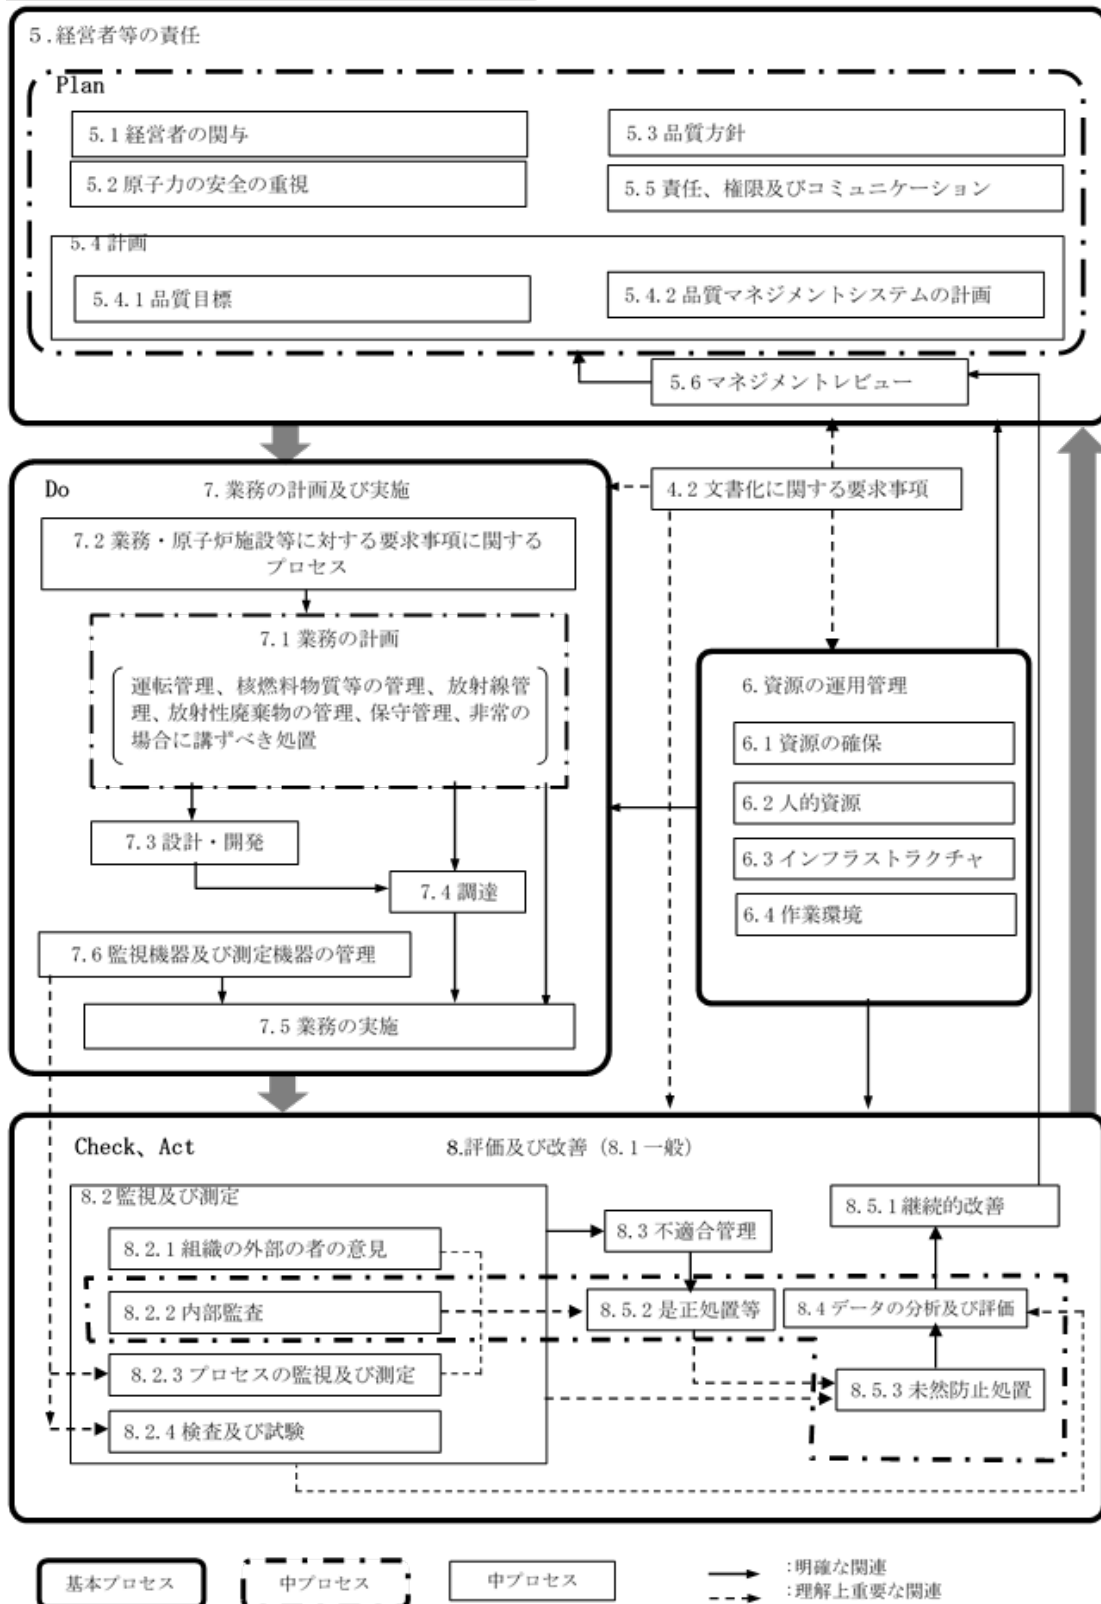 5.経営者等の責任
Plan
5.1 経営者の関与
5.3 品質方針
5.2 原子力の安全の重視
5.5 責任、権限及びコミュニケーション
5.4 計画
5.4.1 品質目標
5.4.2 品質マネジメントシステムの計画
5.6 マネジメントレビュー
Do
7. 業務の計画及び実施
4.2 文書化に関する要求事項
7.2 業務・原子炉施設等に対する要求事項に関する
プロセス
7.1 業務の計画
運転管理、核燃料物質等の管理、放射線管
理、放射性廃棄物の管理、保守管理、非常の
場合に講ずべき処置
6. 資源の運用管理
6.1 資源の確保
6.2 人的資源
6.3 インフラストラクチャ
6.4 作業環境
7.3 設計・開発
7.4 調達
7.6 監視機器及び測定機器の管理
7.5 業務の実施
Check、Act
8.評価及び改善（8.1 一般）
8.2 監視及び測定
8.5.1 継続的改善
8.3 不適合管理
8.2.1 組織の外部の者の意見
8.2.2 内部監査
8.5.2 是正処置等
8.4 データの分析及び評価
8.2.3 プロセスの監視及び測定
8.5.3 未然防止処置
8.2.4 検査及び試験
基本プロセス
中プロセス
中プロセス
：明確な関連
：理解上重要な関連